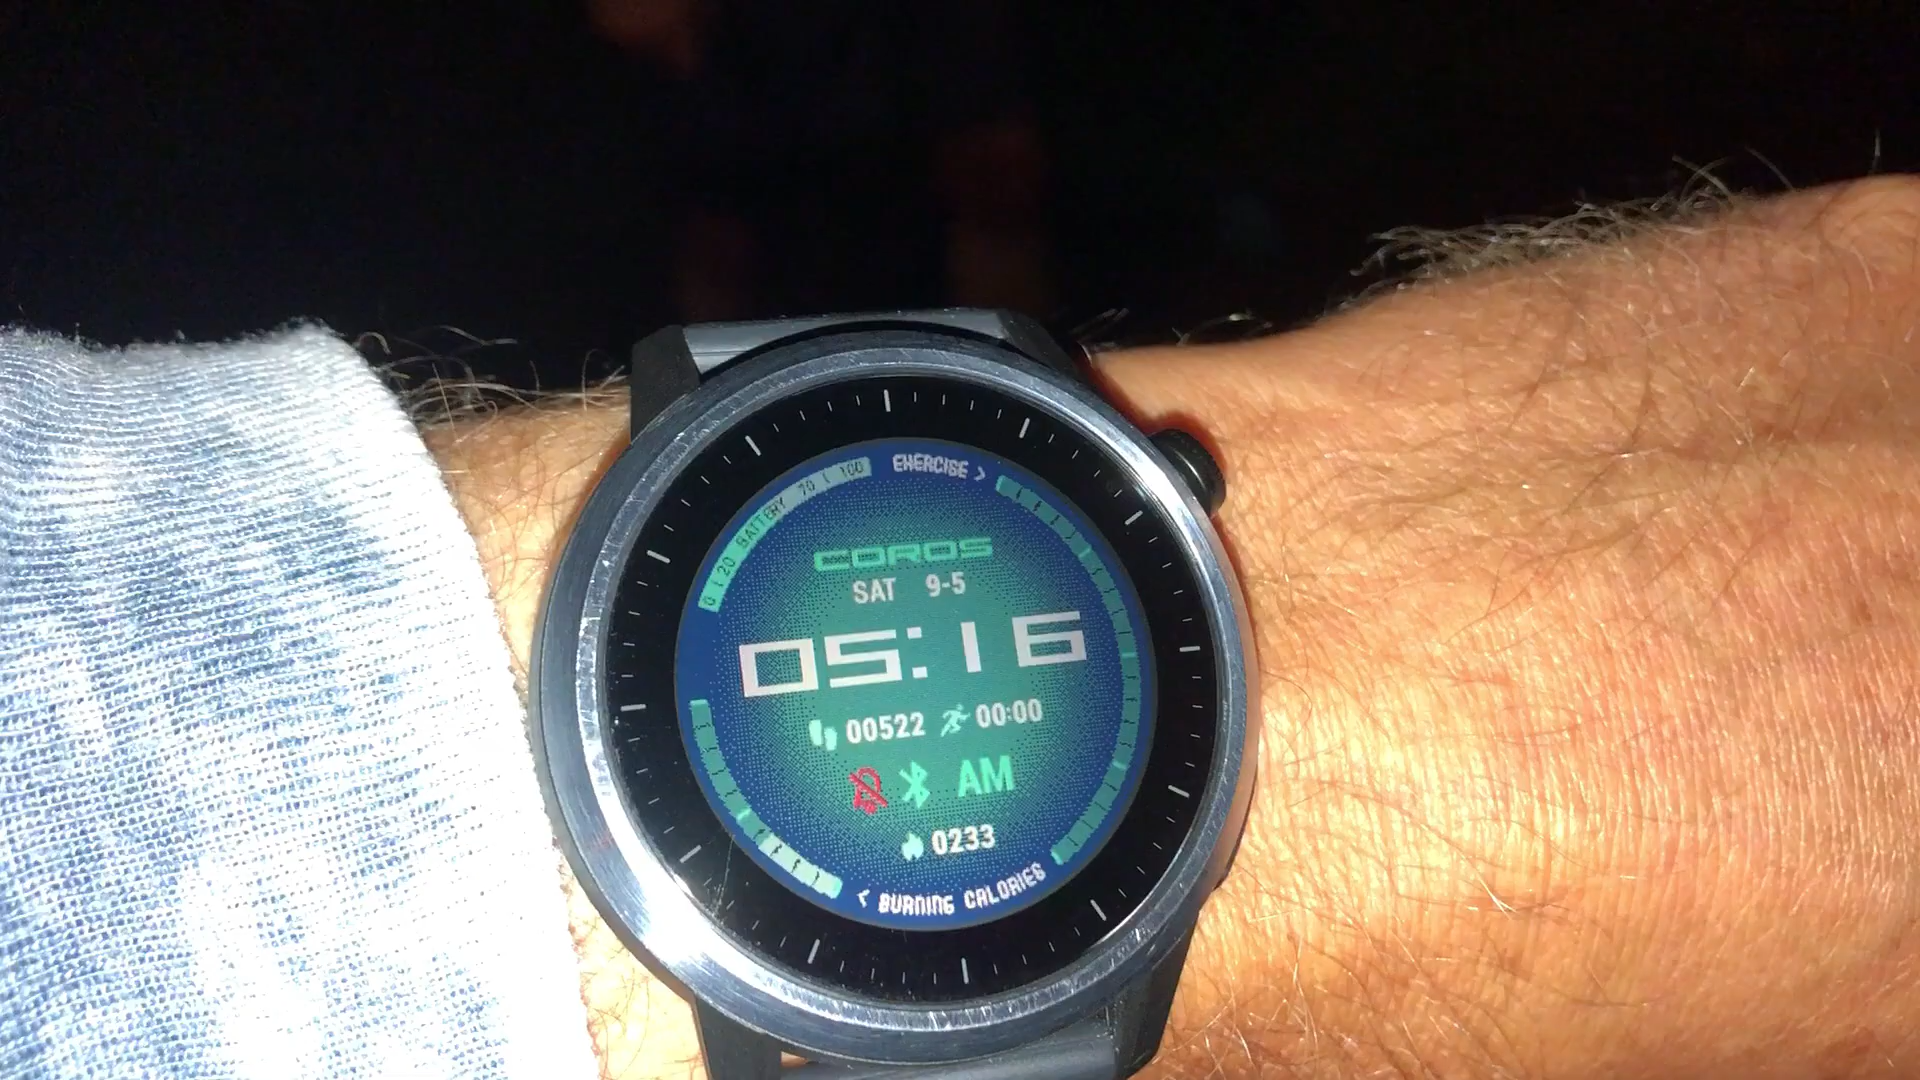 EXERCISE >
0 | 20 BATTERY 70 | 100
COROS
SAT 9-5
05:16
00522 00:00
AM
0233
< BURNING CALORIES